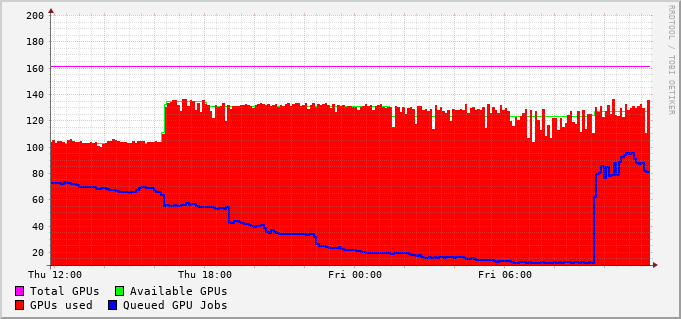 RRDTOOL / TOBI OETIKER
200
180
160
140
120
100
80
60
40
20
Thu 12:00 Thu 18:00 Fri 00:00 Fri 06:00
Total GPUs Available GPUs
GPUs used Queued GPU Jobs